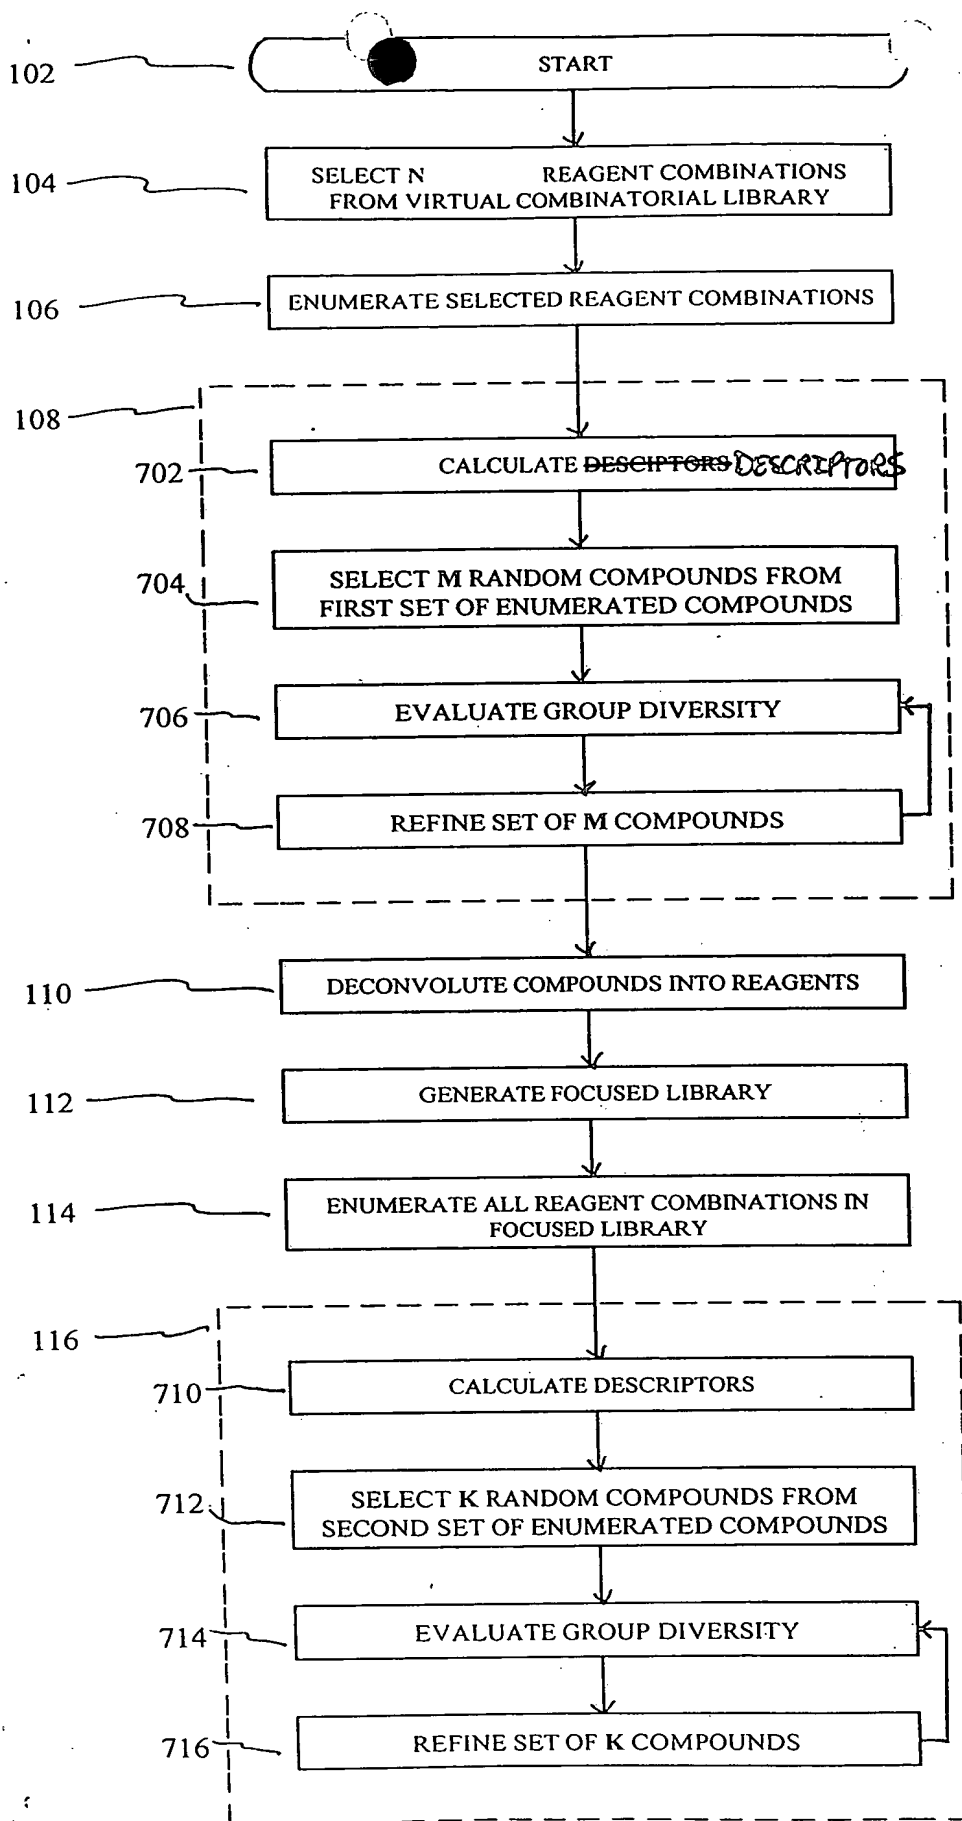 102
START
104
SELECT N REAGENT COMBINATIONS
FROM VIRTUAL COMBINATORIAL LIBRARY
106
ENUMERATE SELECTED REAGENT COMBINATIONS
108
702
CALCULATE DESCIPTORS DESCRIPTORS
704
SELECT M RANDOM COMPOUNDS FROM
FIRST SET OF ENUMERATED COMPOUNDS
706
EVALUATE GROUP DIVERSITY
708
REFINE SET OF M COMPOUNDS
110
DECONVOLUTE COMPOUNDS INTO REAGENTS
112
GENERATE FOCUSED LIBRARY
114
ENUMERATE ALL REAGENT COMBINATIONS IN
FOCUSED LIBRARY
116
710
CALCULATE DESCRIPTORS
712
SELECT K RANDOM COMPOUNDS FROM
SECOND SET OF ENUMERATED COMPOUNDS
714
EVALUATE GROUP DIVERSITY
716
REFINE SET OF K COMPOUNDS